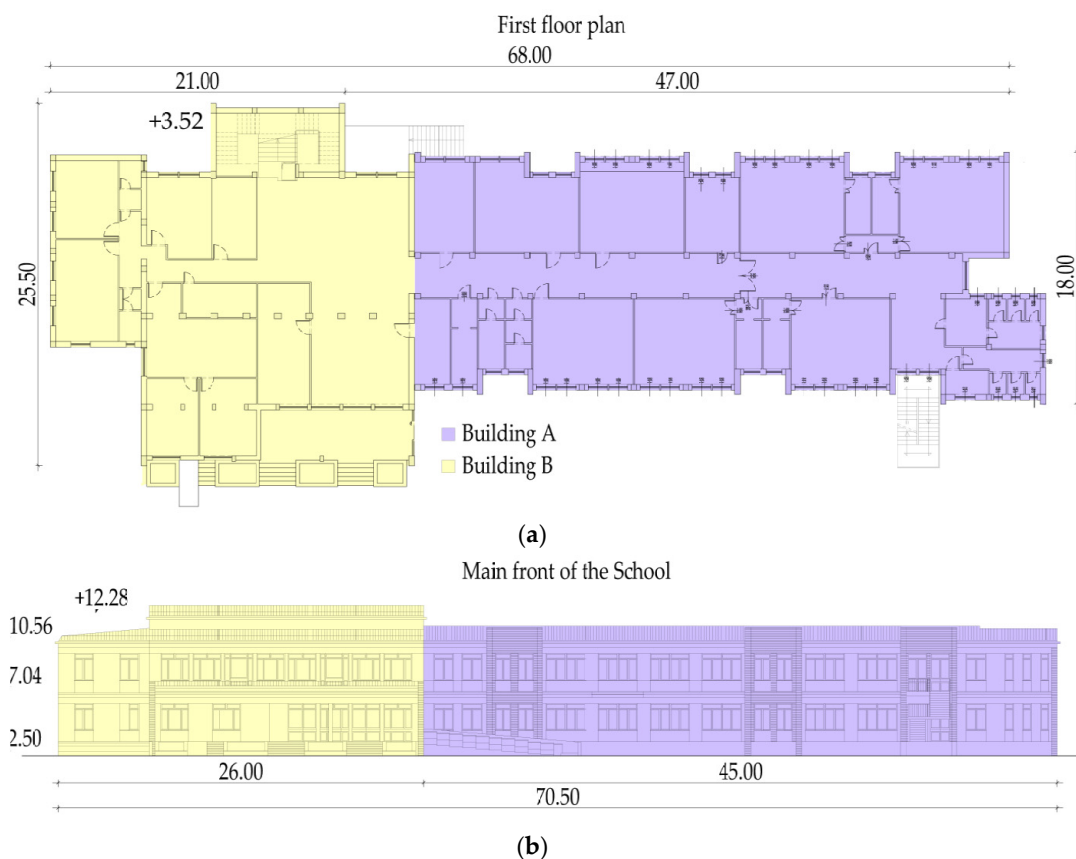 First floor plan
68.00
21.00 47.00
+3.52
25.50
18.00
Building A
Building B
(a)
Main front of the School
+12.28
10.56
7.04
2.50
26.00 45.00
70.50
(b)